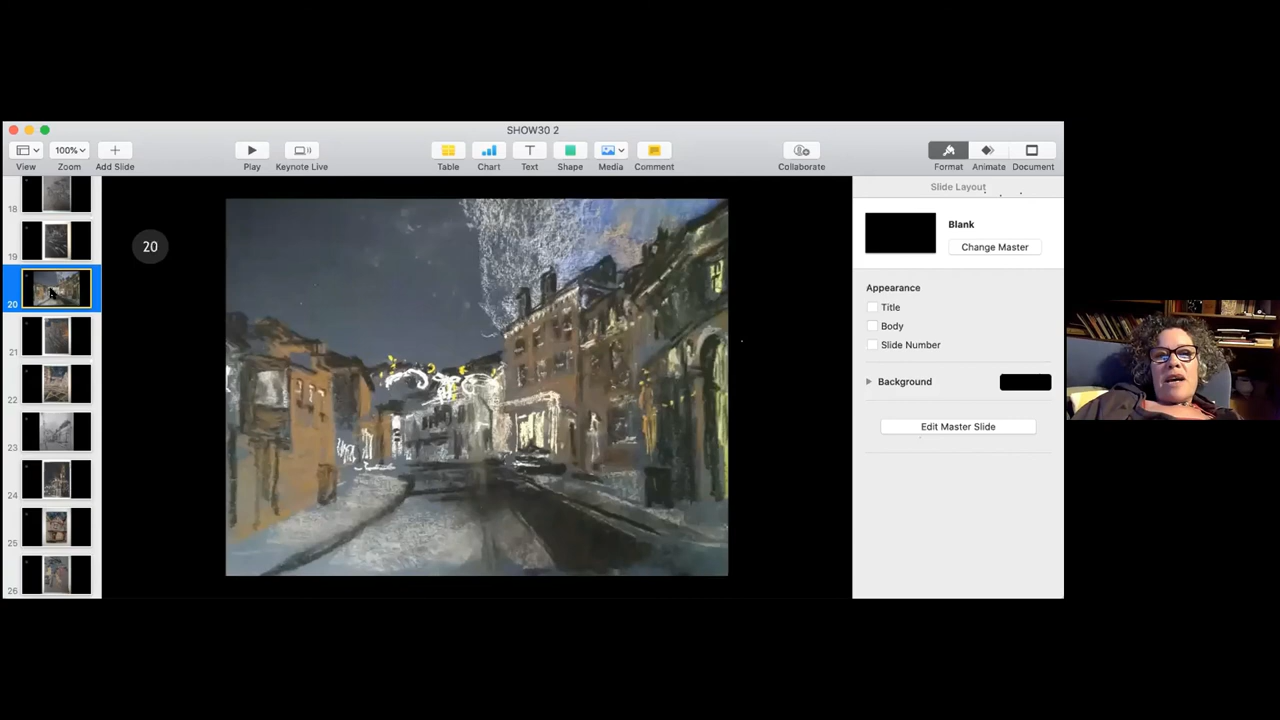 SHOW30 2
100%
View Zoom Add Slide
Play Keynote Live
Table Chart Text Shape Media Comment
Collaborate
Format Animate Document
Slide Layout
Blank
Change Master
Appearance
Title
Body
Slide Number
Background
Edit Master Slide
18
19
20
21
22
23
24
25
26
20